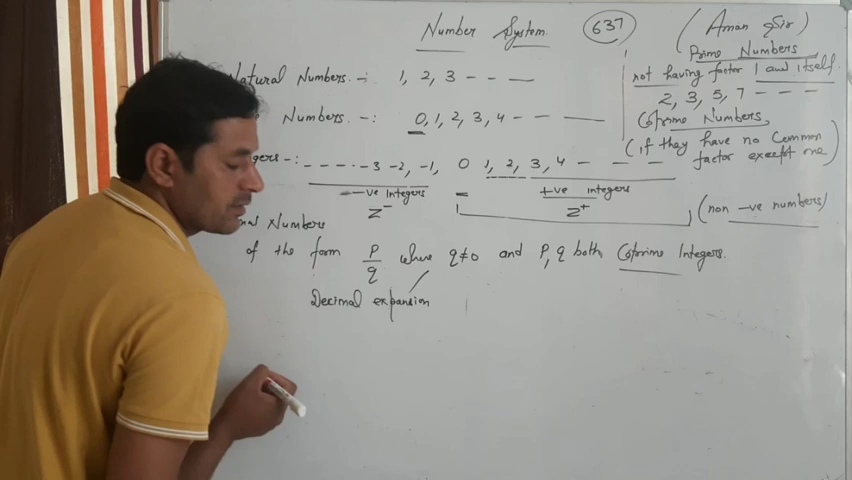 Number System. 637 (Aman Sir)
Prime Numbers
not having factor 1 and itself.
2, 3, 5, 7 - - -
Coprime Numbers,
(if they have no Common
factor except one)
Natural Numbers -: 1, 2, 3 - - -
Numbers. -: 0, 1, 2, 3, 4 - - -
gers -: - - - - -3 -2, -1, 0 1, 2, 3, 4 - - -
-ve Integers +ve integers
Z⁻ Z⁺ (non -ve numbers)
nal Numbers
of the form P/q where q≠0 and P, q both Coprime Integers.
Decimal expansion